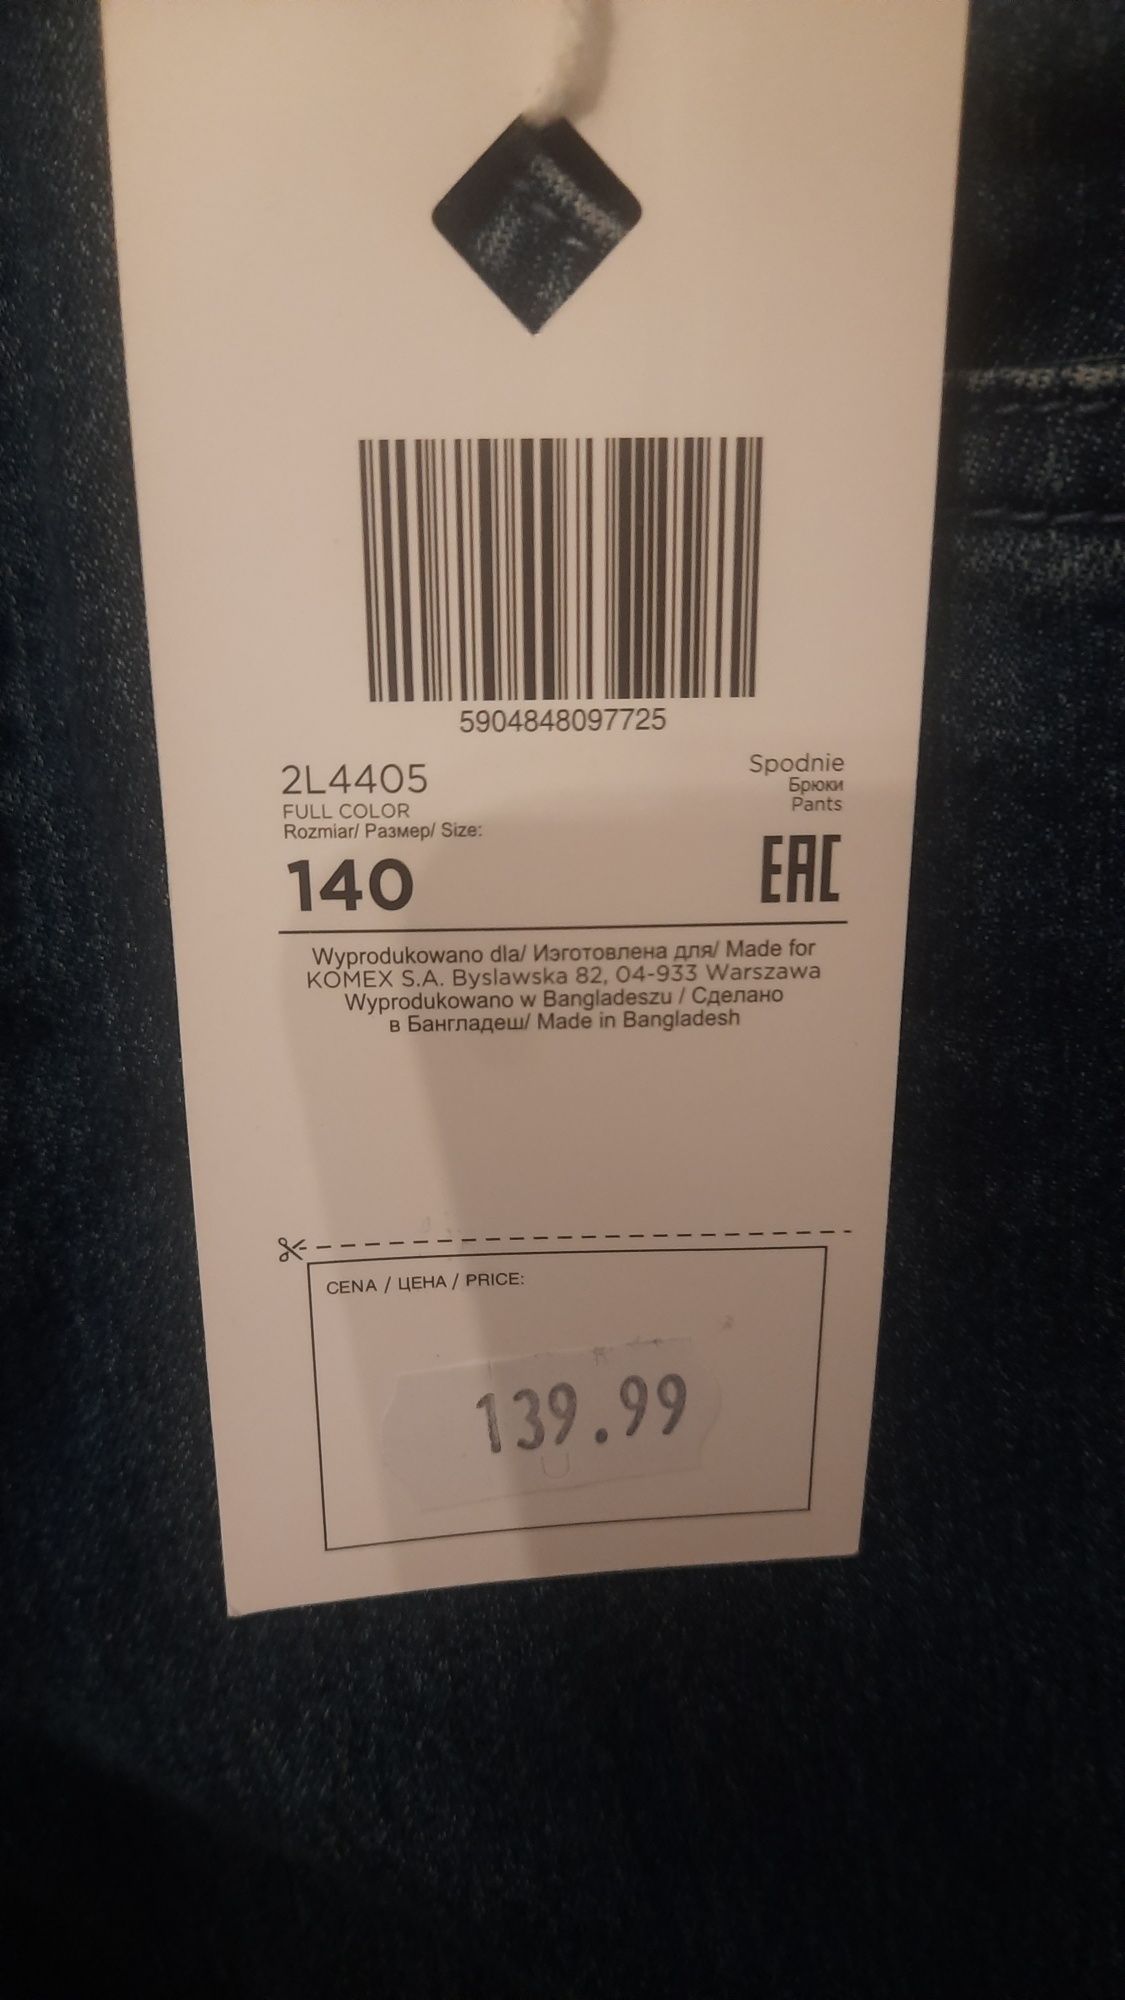 5904848097725
2L4405
FULL COLOR
Rozmiar/ Размер/ Size:
140
Spodnie
Брюки
Pants
EAC
Wyprodukowano dla/ Изготовлена для/ Made for
KOMEX S.A. Byslawska 82, 04-933 Warszawa
Wyprodukowano w Bangladeszu / Сделано
в Бангладеш/ Made in Bangladesh
CENA / ЦЕНА / PRICE:
139.99